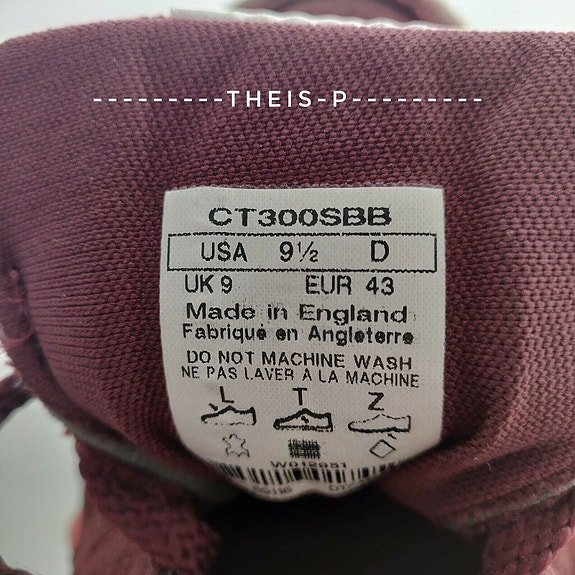 ---------THEIS-P---------
CT300SBB
USA 9½ D
UK 9 EUR 43
Made in England
Fabriqué en Angleterre
DO NOT MACHINE WASH
NE PAS LAVER A LA MACHINE
L T Z
W012951